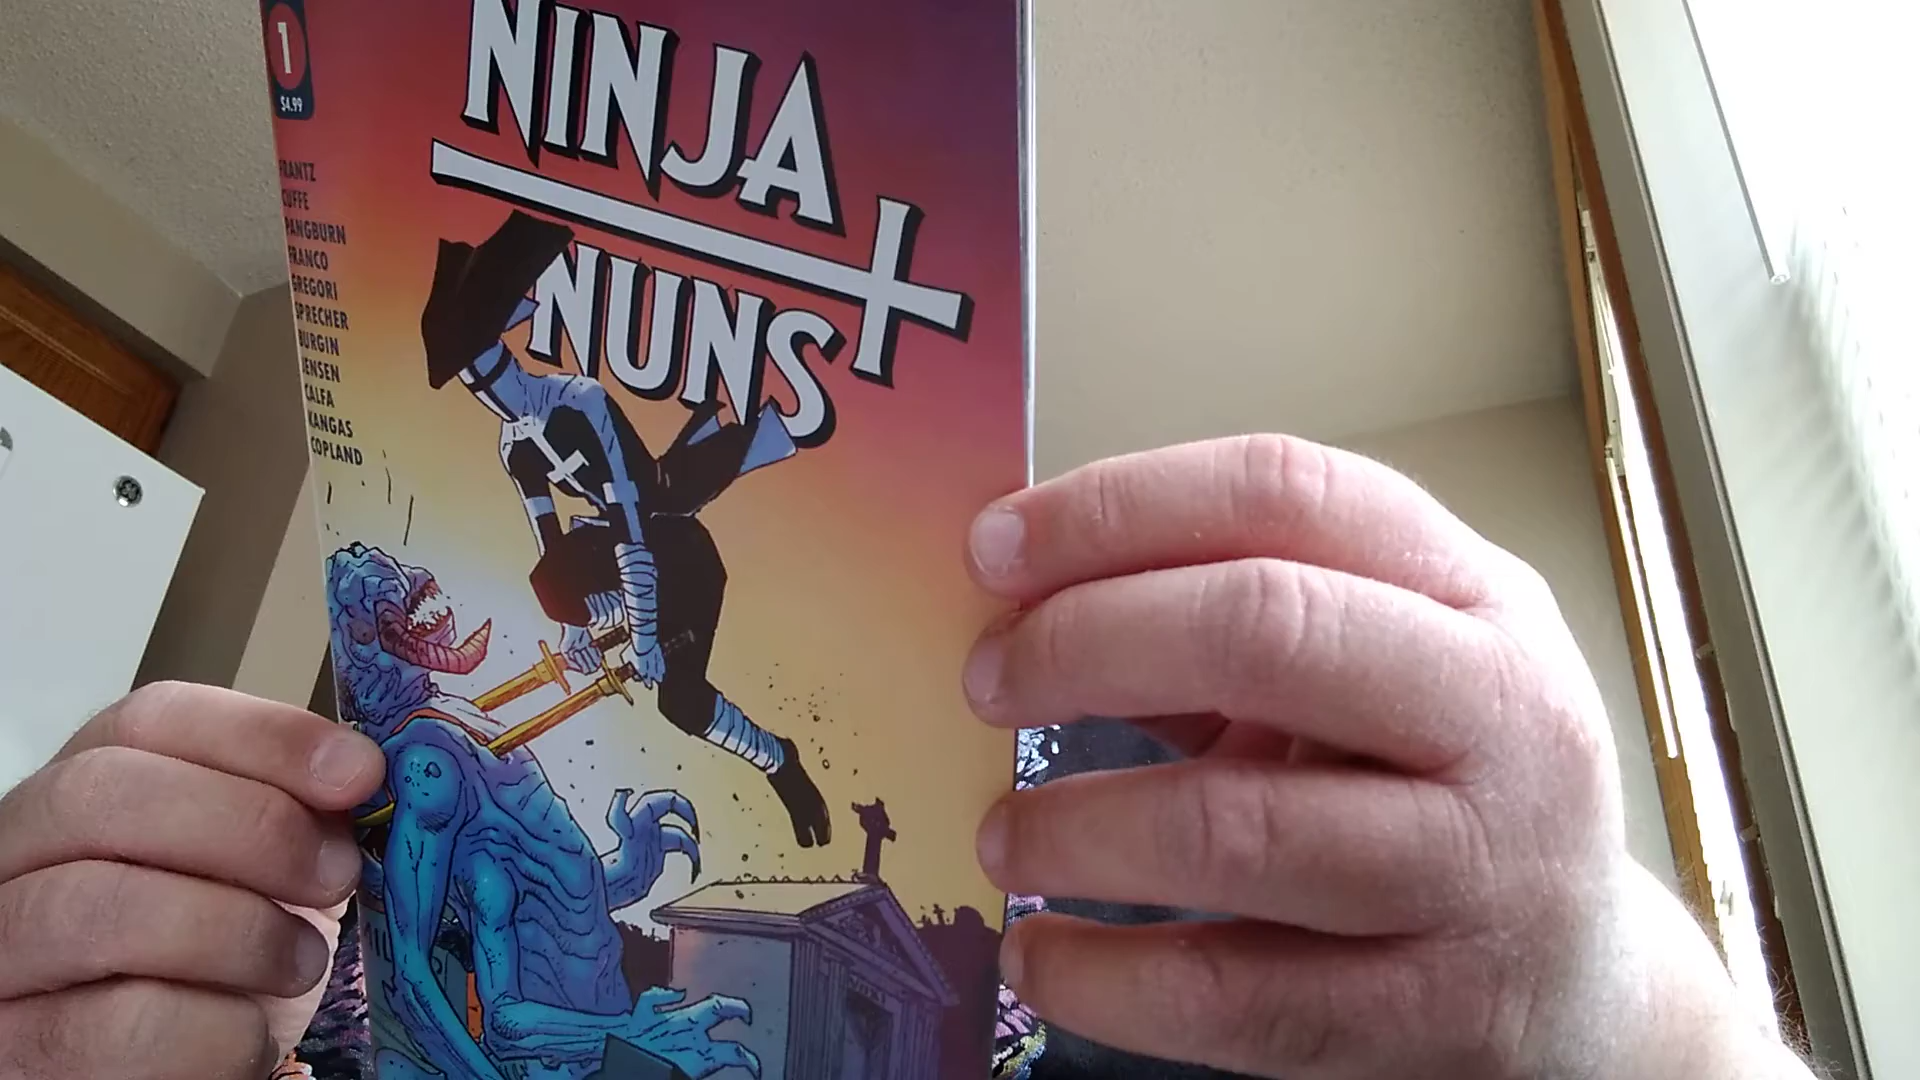 1
$4.99
NINJA
NUNS
FRANTZ
CUFFE
PANGBURN
FRANCO
GREGORI
SPRECHER
BURGIN
JENSEN
CALFA
KANGAS
COPLAND